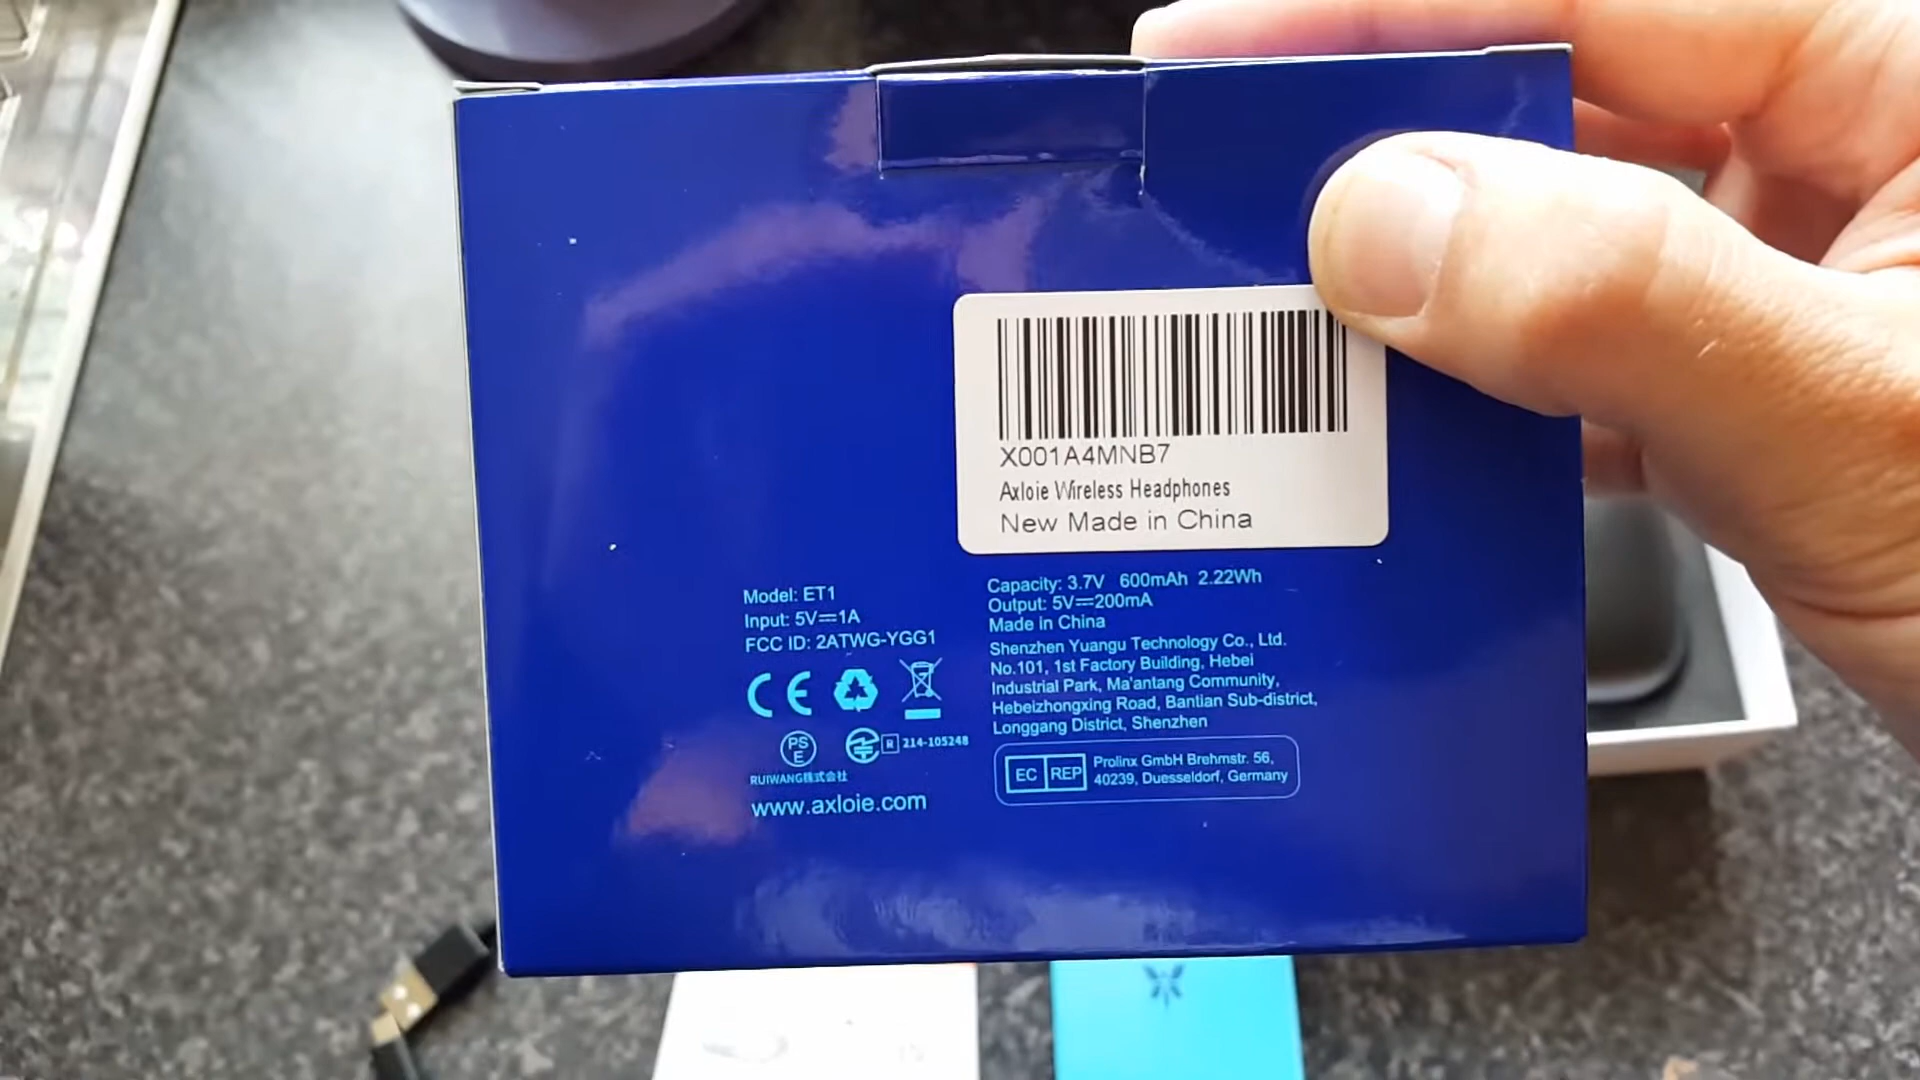 X001A4MNB7
Axloie Wireless Headphones
New Made in China
Model: ET1
Input: 5V⎓1A
FCC ID: 2ATWG-YGG1
CE
PS
E
R 214-105248
RUIWANG株式会社
www.axloie.com
Capacity: 3.7V 600mAh 2.22Wh
Output: 5V⎓200mA
Made in China
Shenzhen Yuangu Technology Co., Ltd.
No.101, 1st Factory Building, Hebei
Industrial Park, Ma'antang Community,
Hebeizhongxing Road, Bantian Sub-district,
Longgang District, Shenzhen
EC REP
Prolinx GmbH Brehmstr. 56,
40239, Duesseldorf, Germany